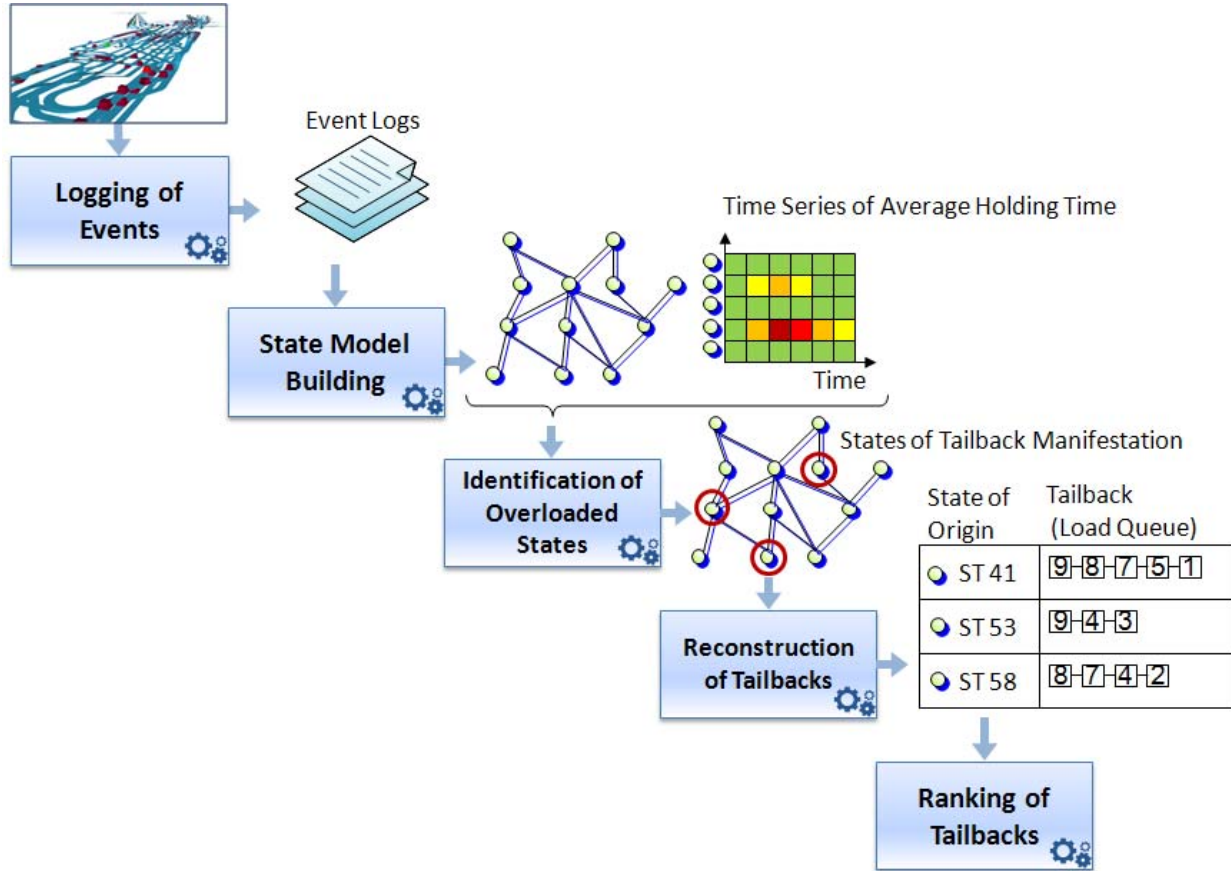 Event Logs
Logging of
Events
Time Series of Average Holding Time
State Model
Building
Time
States of Tailback Manifestation
Identification of
Overloaded
States
State of
Origin
Tailback
(Load Queue)
ST 41
9-8-7-5-1
ST 53
9-4-3
ST 58
8-7-4-2
Reconstruction
of Tailbacks
Ranking of
Tailbacks